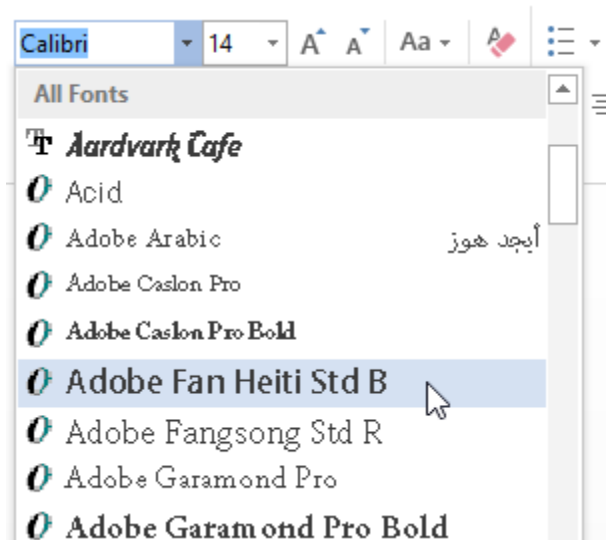 Calibri 14 A A Aa
All Fonts
Aardvark Cafe
Acid
Adobe Arabic أبجد هوز
Adobe Caslon Pro
Adobe Caslon Pro Bold
Adobe Fan Heiti Std B
Adobe Fangsong Std R
Adobe Garamond Pro
Adobe Garamond Pro Bold